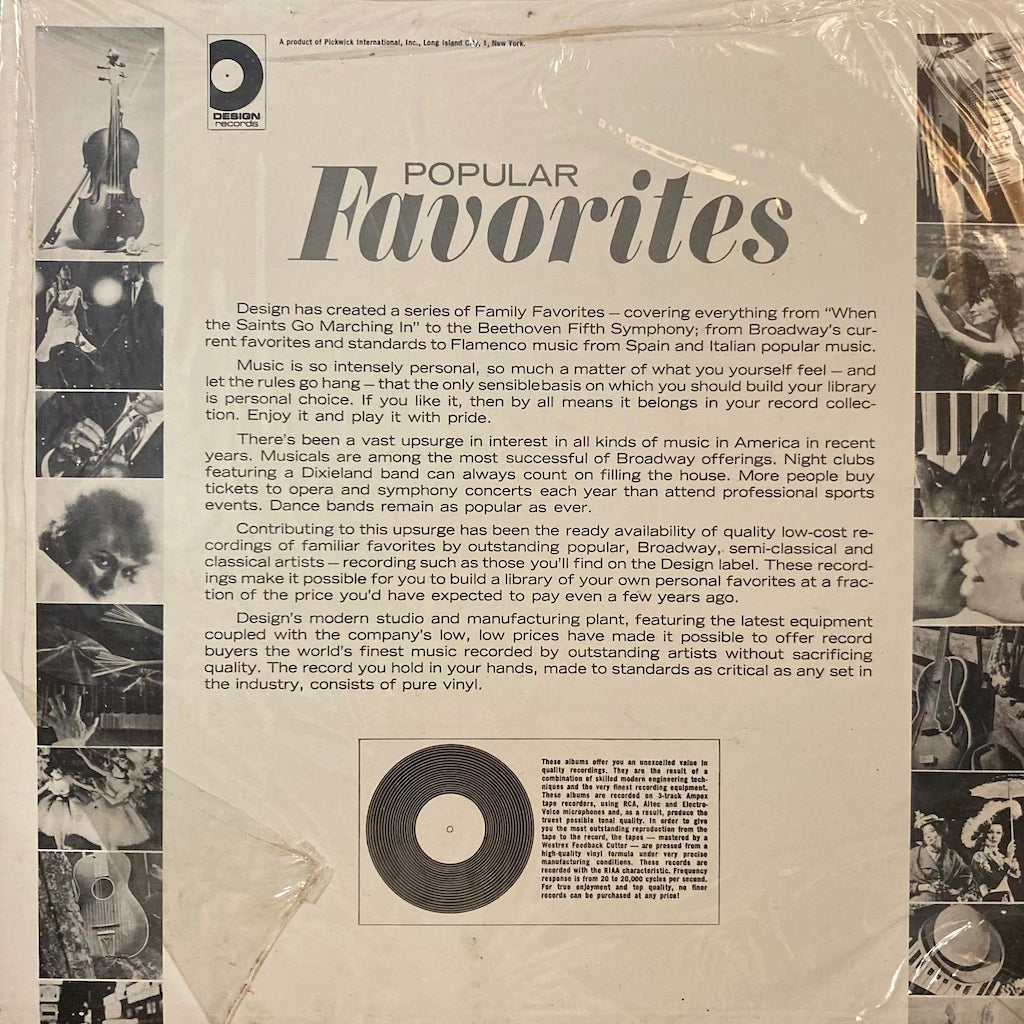 A product of Pickwick International, Inc., Long Island City, 1, New York.
DESIGN
records
POPULAR
Favorites
Design has created a series of Family Favorites – covering everything from “When
the Saints Go Marching In” to the Beethoven Fifth Symphony; from Broadway’s cur-
rent favorites and standards to Flamenco music from Spain and Italian popular music.
Music is so intensely personal, so much a matter of what you yourself feel – and
let the rules go hang – that the only sensiblebasis on which you should build your library
is personal choice. If you like it, then by all means it belongs in your record collec-
tion. Enjoy it and play it with pride.
There’s been a vast upsurge in interest in all kinds of music in America in recent
years. Musicals are among the most successful of Broadway offerings. Night clubs
featuring a Dixieland band can always count on filling the house. More people buy
tickets to opera and symphony concerts each year than attend professional sports
events. Dance bands remain as popular as ever.
Contributing to this upsurge has been the ready availability of quality low-cost re-
cordings of familiar favorites by outstanding popular, Broadway, semi-classical and
classical artists – recording such as those you’ll find on the Design label. These record-
ings make it possible for you to build a library of your own personal favorites at a frac-
tion of the price you’d have expected to pay even a few years ago.
Design’s modern studio and manufacturing plant, featuring the latest equipment
coupled with the company’s low, low prices have made it possible to offer record
buyers the world’s finest music recorded by outstanding artists without sacrificing
quality. The record you hold in your hands, made to standards as critical as any set in
the industry, consists of pure vinyl.
These albums offer you an unexcelled value in
quality recordings. They are the result of a
combination of skilled modern engineering tech-
niques and the very finest recording equipment.
These albums are recorded on 3-track Ampex
tape recorders, using RCA, Altec and Electro-
Voice microphones and, as a result, produce the
truest possible tonal quality. In order to give
you the most outstanding reproduction from the
tape to the record, the tapes — mastered by a
Westrex Feedback Cutter — are pressed from a
high-quality vinyl formula under very precise
manufacturing conditions. These records are
recorded with the RIAA characteristic. Frequency
response is from 20 to 20,000 cycles per second.
For true enjoyment and top quality, no finer
records can be purchased at any price!